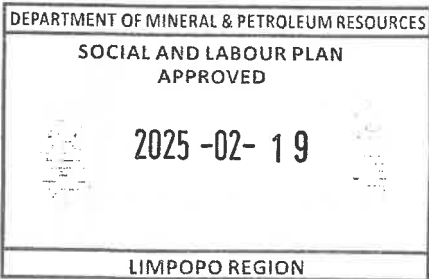 DEPARTMENT OF MINERAL & PETROLEUM RESOURCES
SOCIAL AND LABOUR PLAN
APPROVED
2025 -02- 19
LIMPOPO REGION